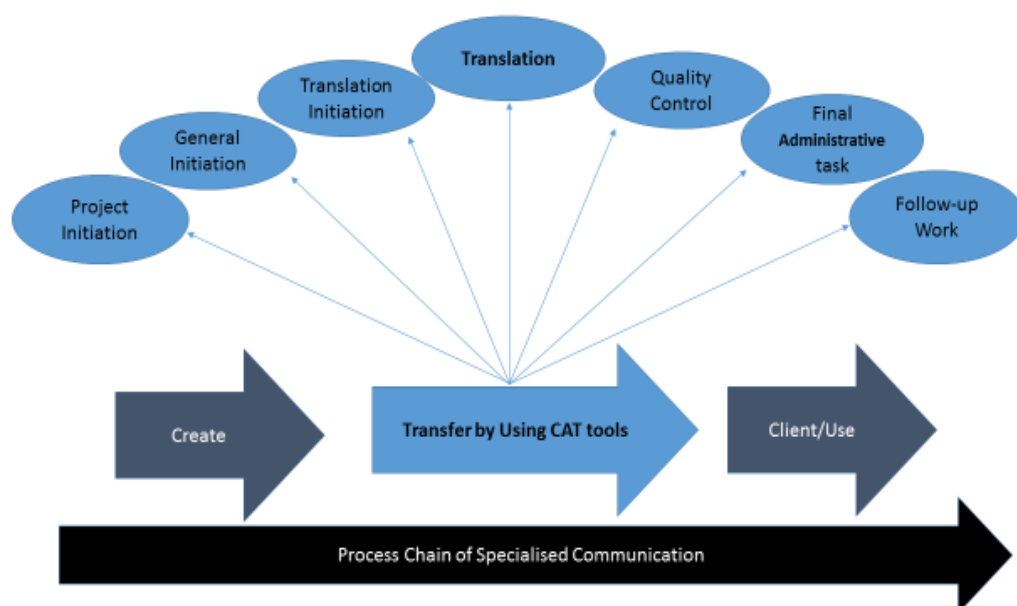 Translation
Translation
Initiation
Quality
Control
General
Initiation
Final
Administrative
task
Project
Initiation
Follow-up
Work
Create
Transfer by Using CAT tools
Client/Use
Process Chain of Specialised Communication